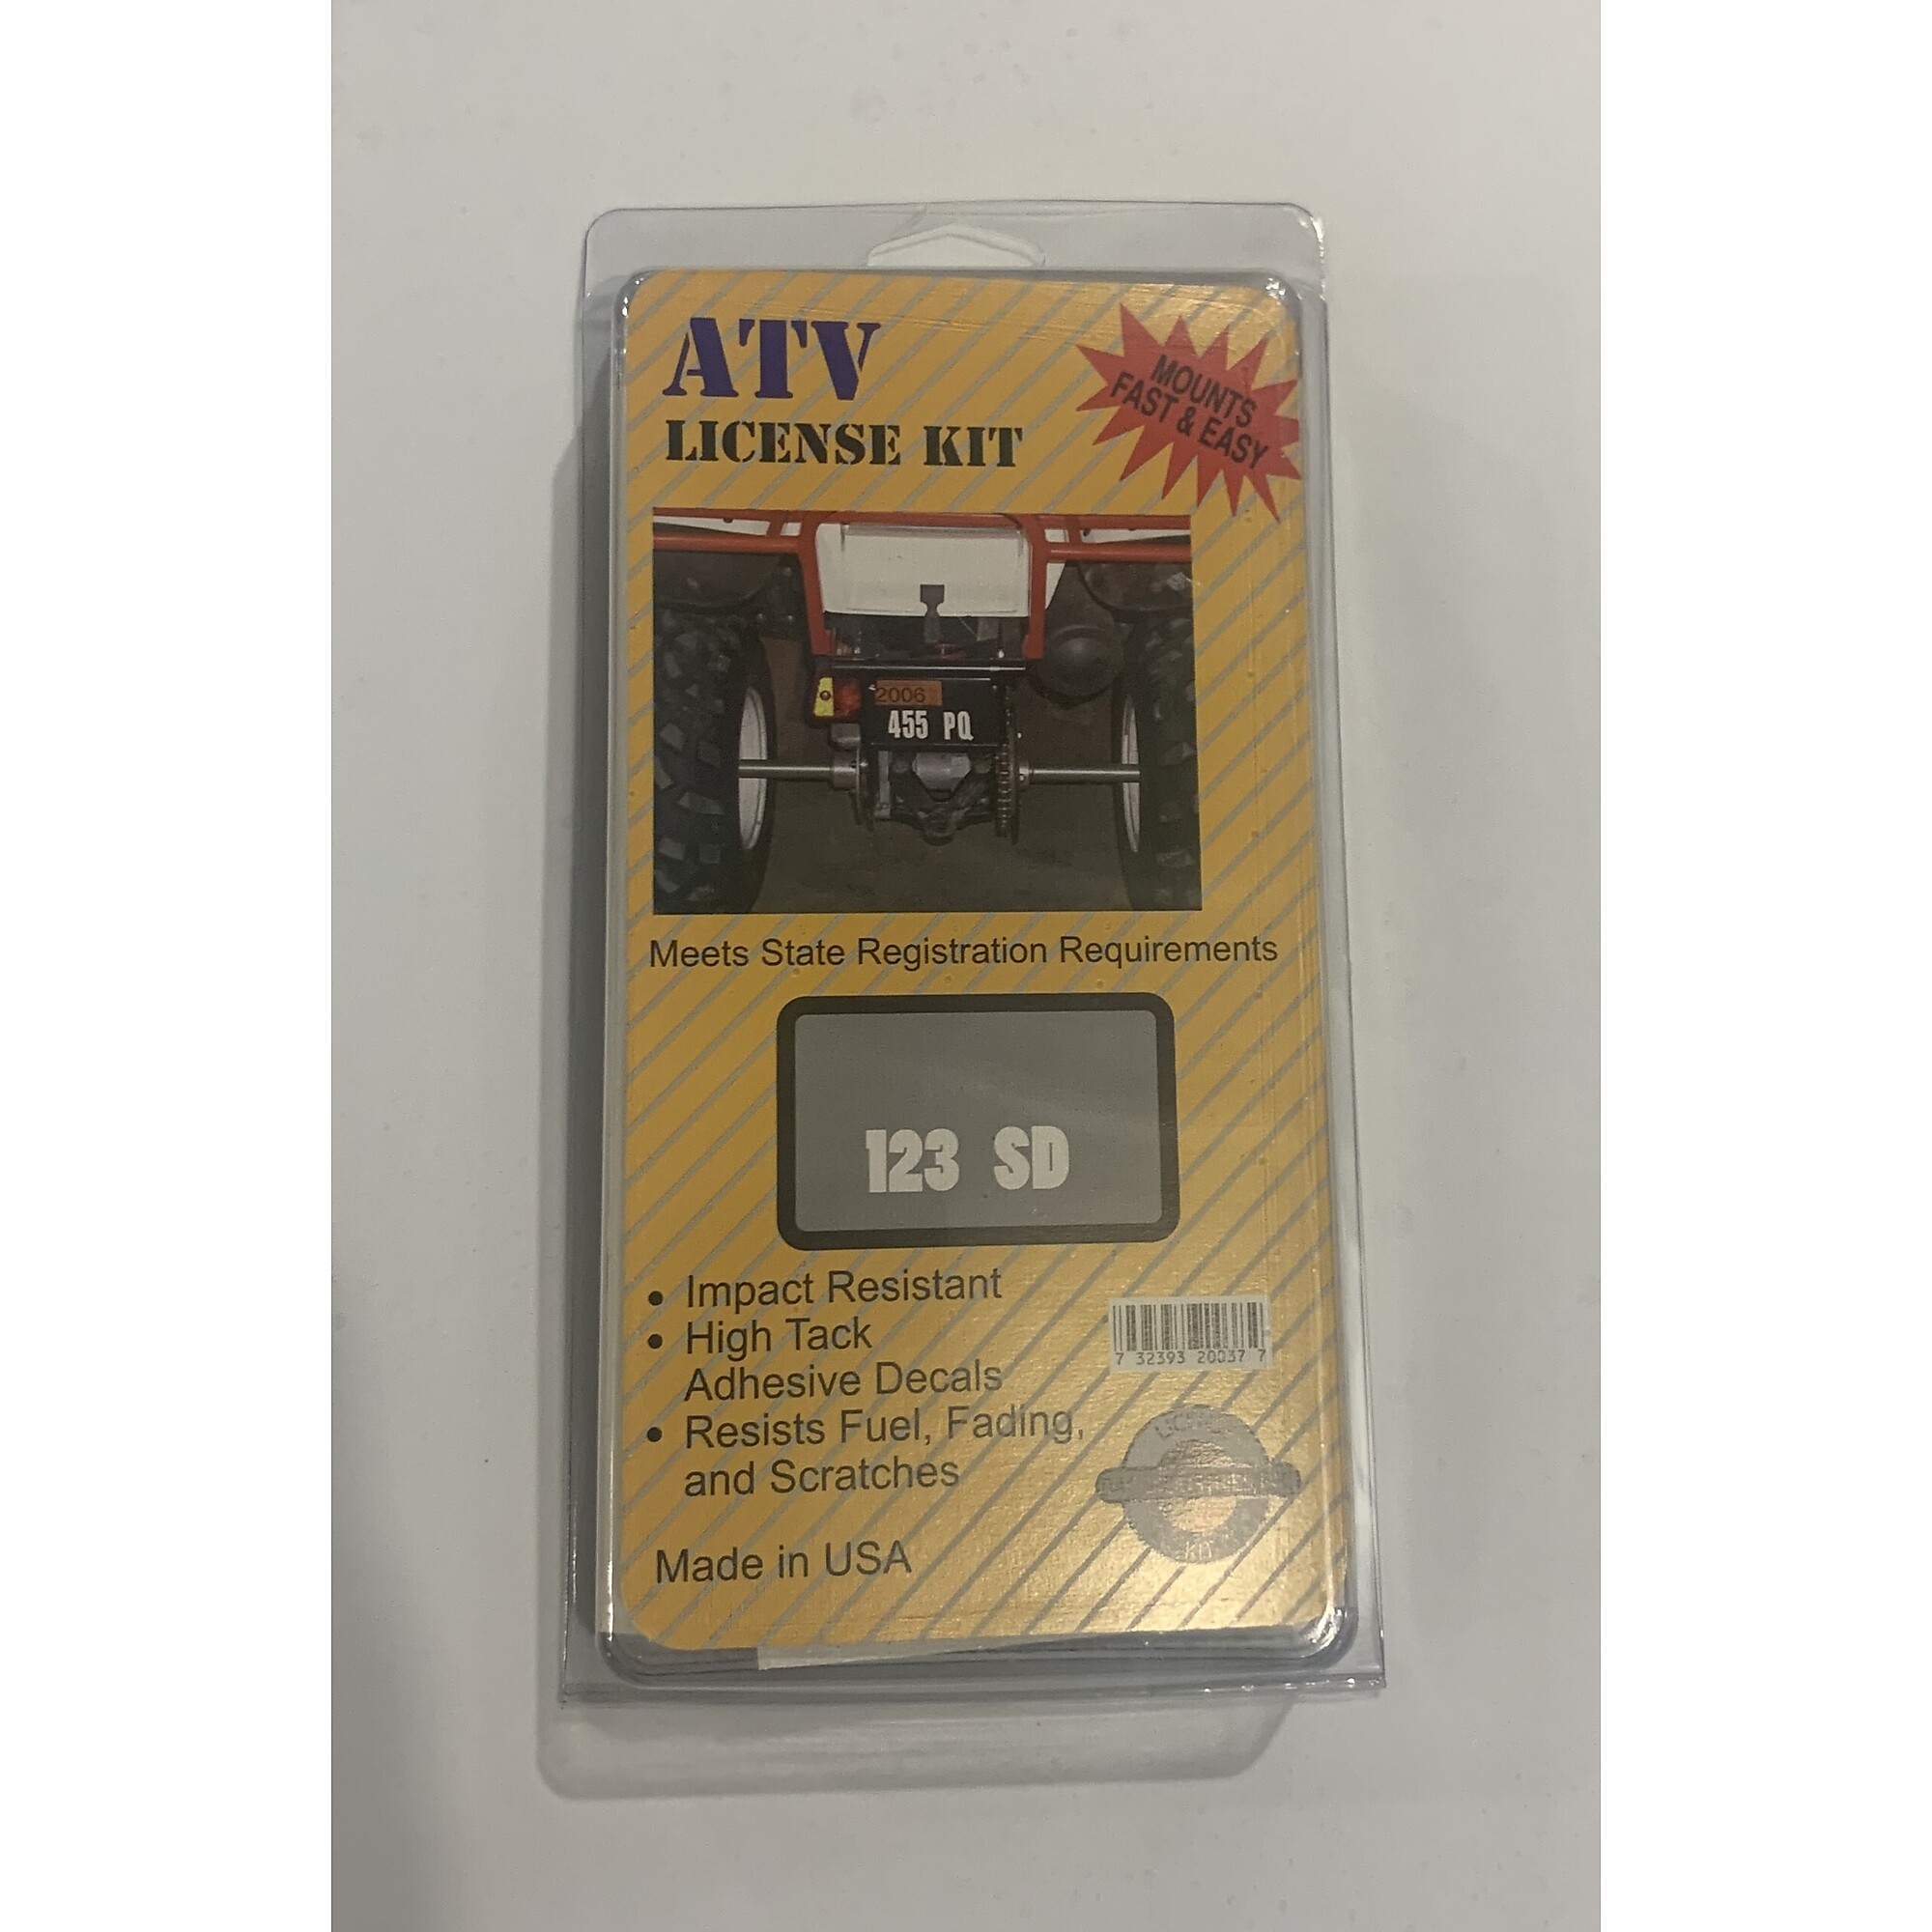 ATV
LICENSE KIT
MOUNTS
FAST & EASY
2006
455 PQ
Meets State Registration Requirements
123 SD
• Impact Resistant
• High Tack
Adhesive Decals
• Resists Fuel, Fading,
and Scratches
7 32393 20037 7
KIT
Made in USA